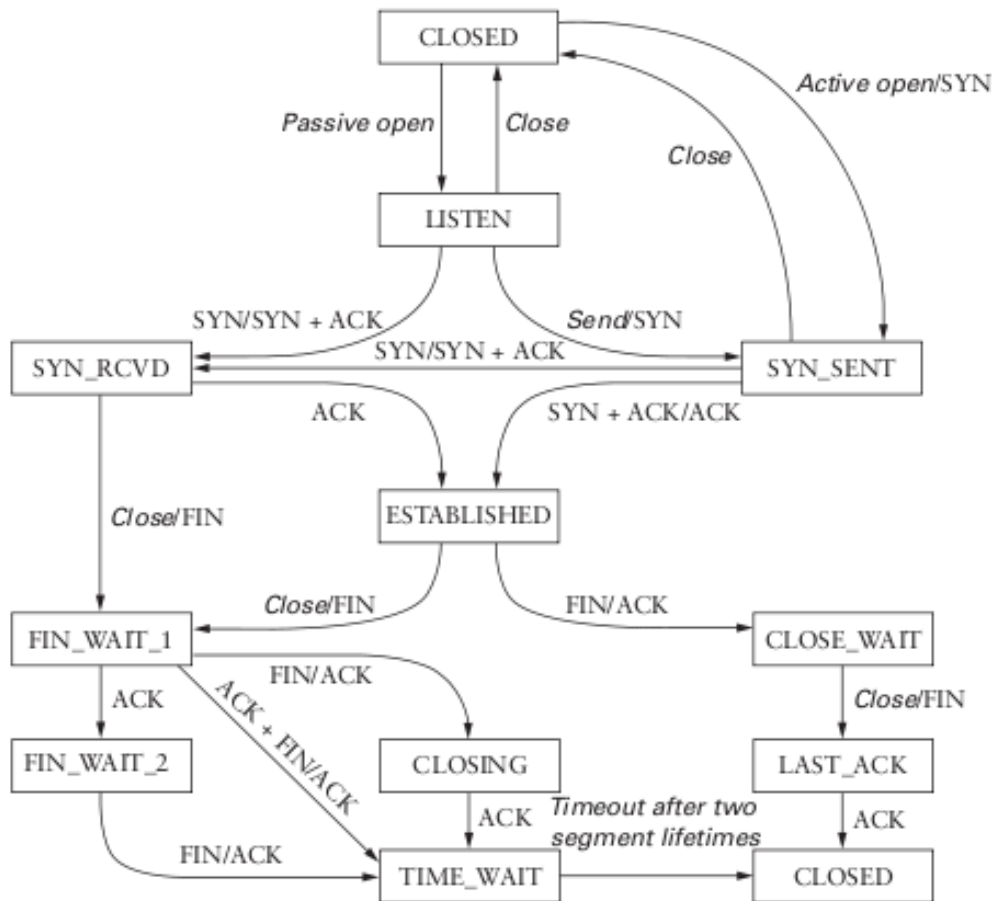 CLOSED
Active open/SYN
Passive open
Close
Close
LISTEN
SYN/SYN + ACK
Send/SYN
SYN/SYN + ACK
SYN_RCVD
SYN_SENT
ACK
SYN + ACK/ACK
Close/FIN
ESTABLISHED
Close/FIN
FIN/ACK
FIN_WAIT_1
CLOSE_WAIT
FIN/ACK
ACK
ACK + FIN/ACK
Close/FIN
FIN_WAIT_2
CLOSING
LAST_ACK
ACK
Timeout after two
segment lifetimes
ACK
FIN/ACK
TIME_WAIT
CLOSED